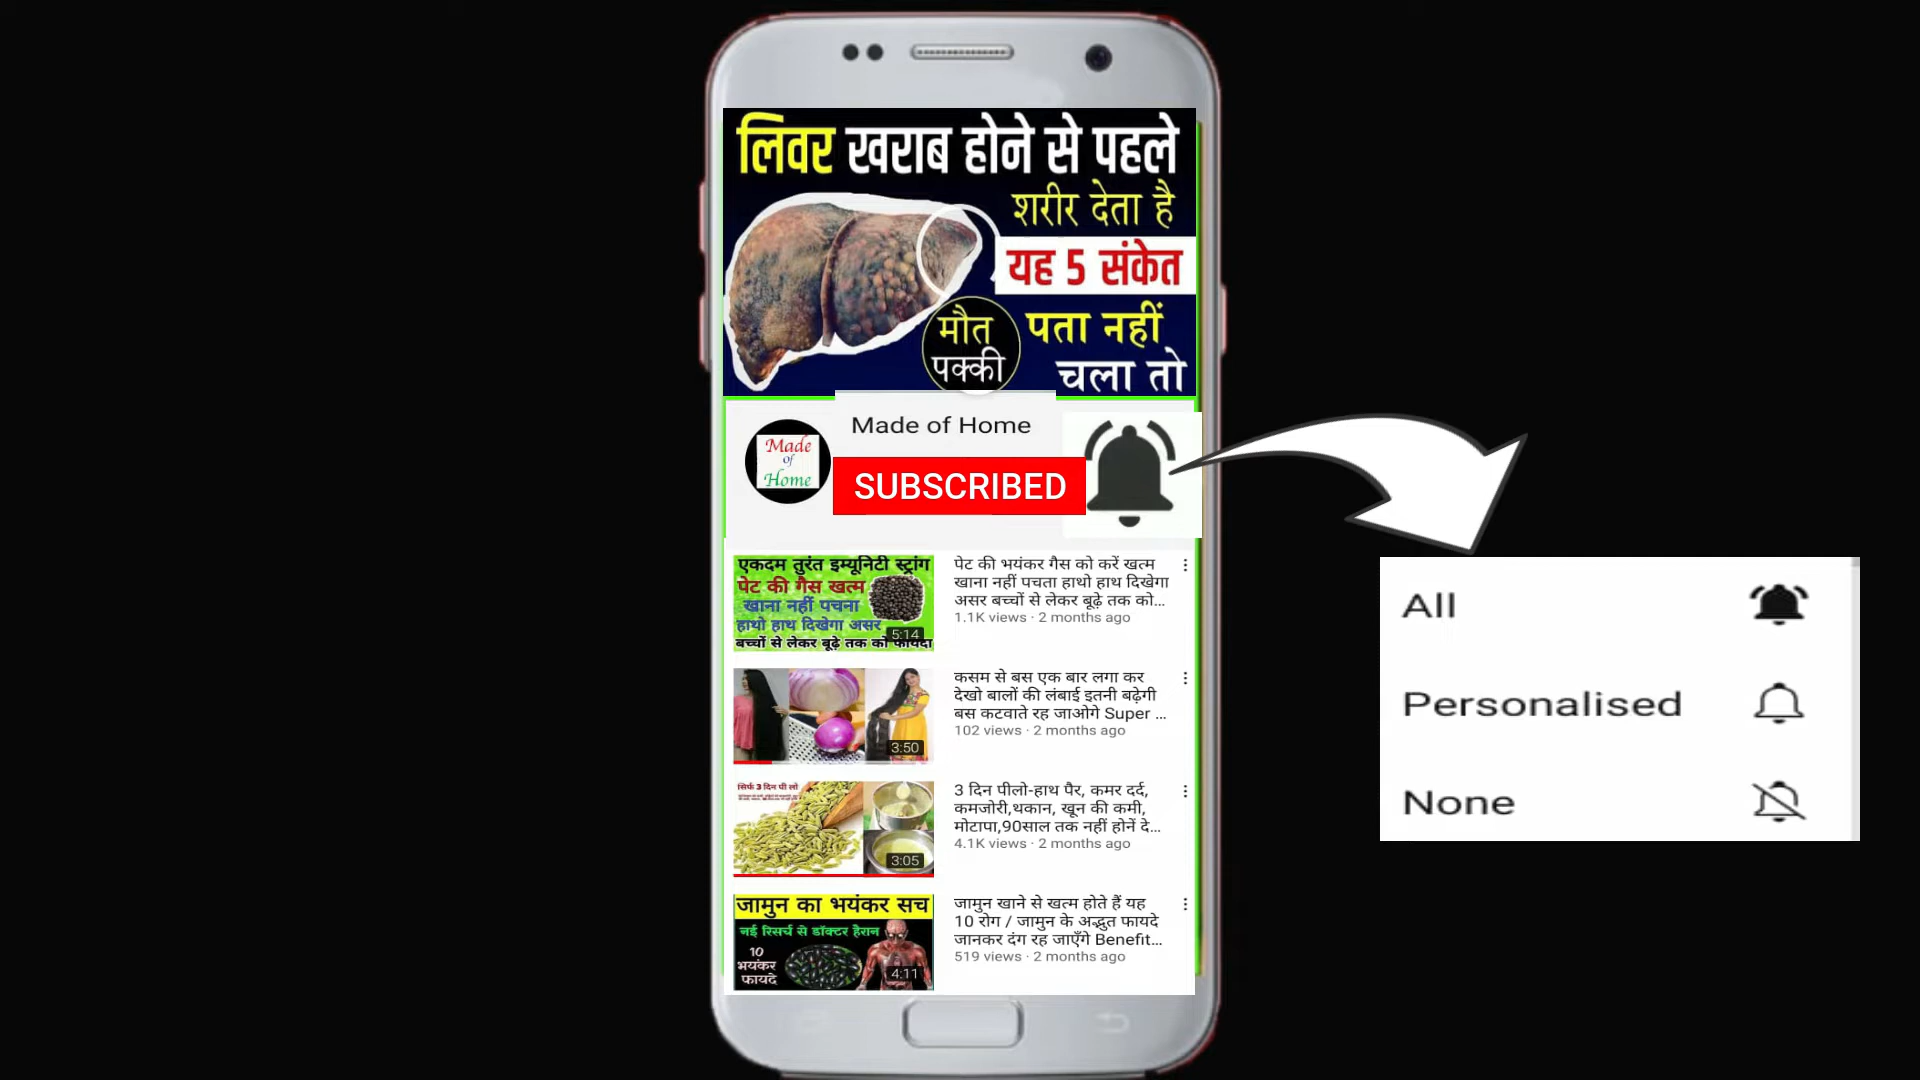 लिवर खराब होने से पहले
शरीर देता है
यह 5 संकेत
मौत
पक्की
पता नहीं
चला तो
Made
of
Home
Made of Home
SUBSCRIBED
एकदम तुरंत इम्यूनिटी स्ट्रांग
पेट की गैस खत्म
खाना नहीं पचना
हाथो हाथ दिखेगा असर
5:14
बच्चों से लेकर बूढ़े तक को फायदा
पेट की भयंकर गैस को करें खत्म
खाना नहीं पचता हाथो हाथ दिखेगा
असर बच्चों से लेकर बूढ़े तक को...
1.1K views · 2 months ago
3:50
कसम से बस एक बार लगा कर
देखो बालों की लंबाई इतनी बढ़ेगी
बस कटवाते रह जाओगे Super ...
102 views · 2 months ago
सिर्फ 3 दिन पी लो
3:05
3 दिन पीलो-हाथ पैर, कमर दर्द,
कमजोरी,थकान, खून की कमी,
मोटापा,90साल तक नहीं होनें दे...
4.1K views · 2 months ago
जामुन का भयंकर सच
नई रिसर्च से डॉक्टर हैरान
10
भयंकर
फायदे
4:11
जामुन खाने से खत्म होते हैं यह
10 रोग / जामुन के अद्भुत फायदे
जानकर दंग रह जाएँगे Benefit...
519 views · 2 months ago
All
Personalised
None